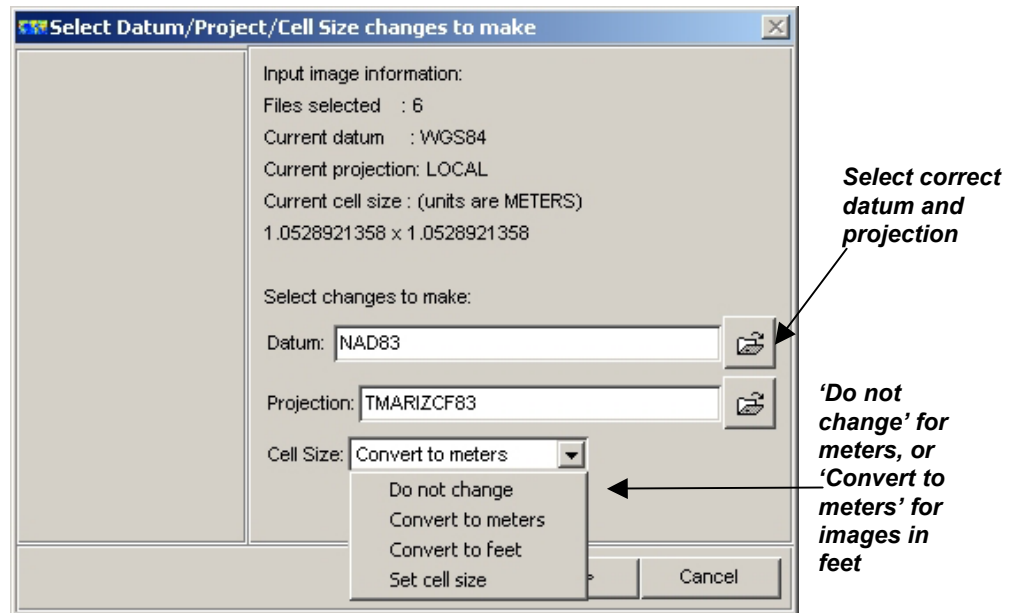 Select Datum/Projection/Cell Size changes to make
Input image information:
Files selected : 6
Current datum : WGS84
Current projection: LOCAL
Current cell size : (units are METERS)
1.0528921358 x 1.0528921358
Select changes to make:
Datum: NAD83
Projection: TMARIZCF83
Cell Size: Convert to meters
Do not change
Convert to meters
Convert to feet
Set cell size
>
Cancel
Select correct
datum and
projection
‘Do not
change’ for
meters, or
‘Convert to
meters’ for
images in
feet